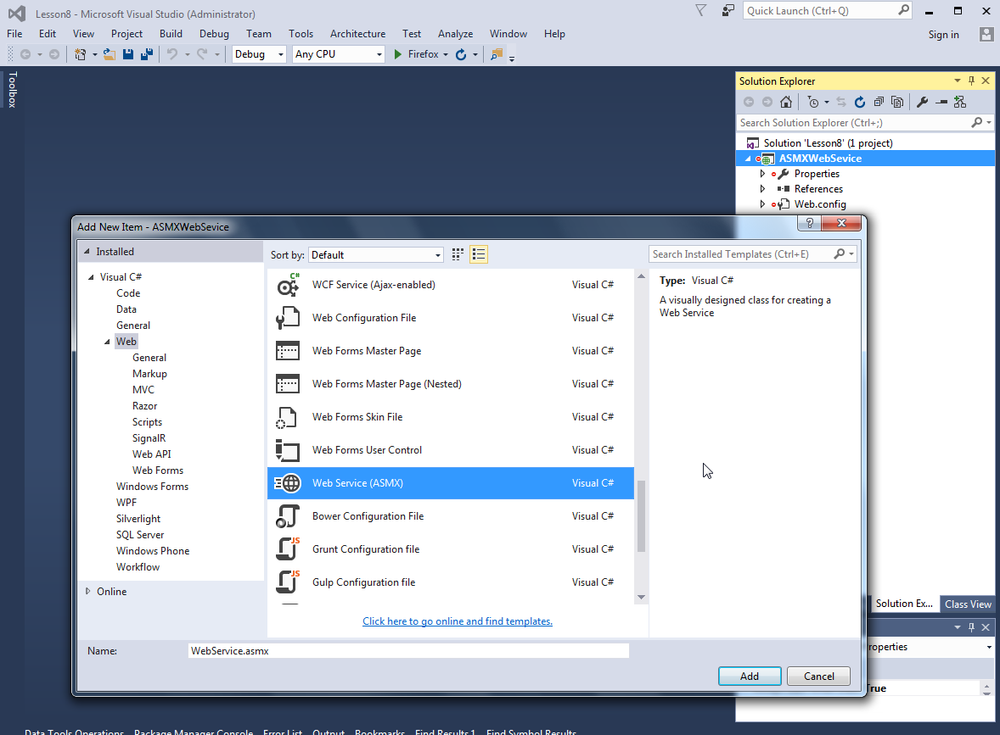 Lesson8 - Microsoft Visual Studio (Administrator)
Quick Launch (Ctrl+Q)
File Edit View Project Build Debug Team Tools Architecture Test Analyze Window Help
Sign in
Debug Any CPU Firefox
Toolbox
Solution Explorer
Search Solution Explorer (Ctrl+;)
Solution 'Lesson8' (1 project)
ASMXWebSevice
Properties
References
Web.config
Add New Item - ASMXWebSevice
?
Installed
Visual C#
Code
Data
General
Web
General
Markup
MVC
Razor
Scripts
SignalR
Web API
Web Forms
Windows Forms
WPF
Silverlight
SQL Server
Windows Phone
Workflow
Online
Sort by: Default
Search Installed Templates (Ctrl+E)
C#
WCF Service (Ajax-enabled) Visual C#
Web Configuration File Visual C#
Web Forms Master Page Visual C#
Web Forms Master Page (Nested) Visual C#
Web Forms Skin File Visual C#
Web Forms User Control Visual C#
Web Service (ASMX) Visual C#
Bower Configuration File Visual C#
JS
Grunt Configuration file Visual C#
JS
Gulp Configuration file Visual C#
Click here to go online and find templates.
Type: Visual C#
A visually designed class for creating a
Web Service
Name: WebService.asmx
Add Cancel
Solution Ex... Class View
roperties
True
Data Tools Operations Package Manager Console Error List Output Bookmarks Find Results 1 Find Symbol Results